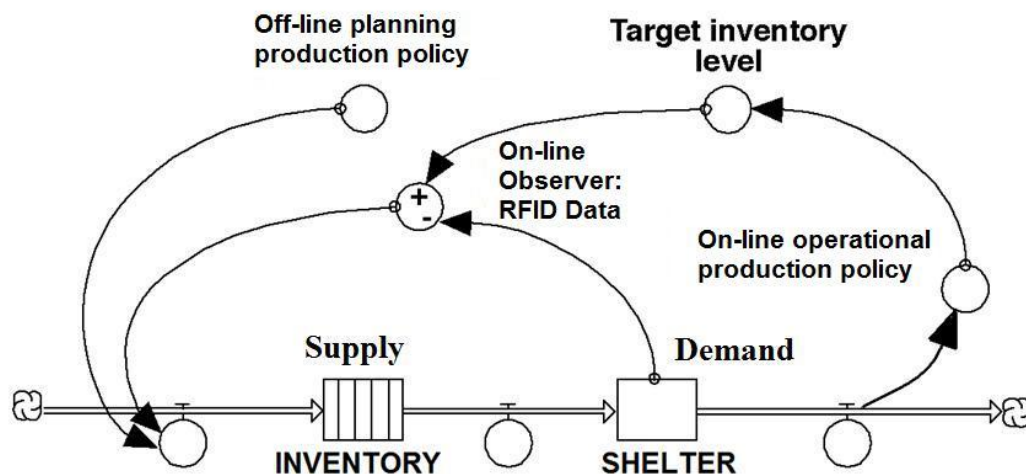 Off-line planning
production policy
Target inventory
level
On-line
Observer:
RFID Data
+
-
On-line operational
production policy
Supply
Demand
INVENTORY
SHELTER